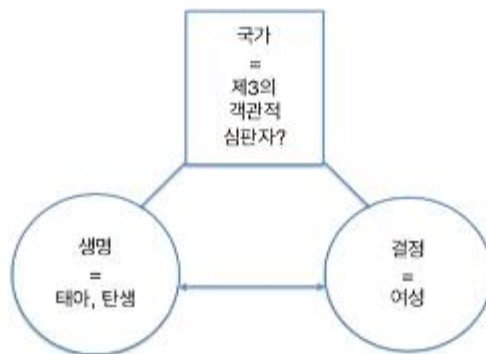 국가
=
제3의
객관적
심판자?
생명
=
태아, 탄생
결정
=
여성